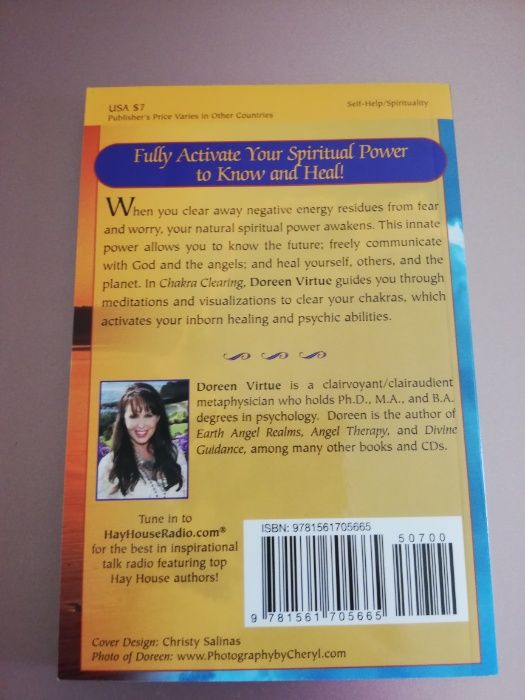 USA $7
Publisher's Price Varies in Other Countries
Self-Help/Spirituality
Fully Activate Your Spiritual Power
to Know and Heal!
When you clear away negative energy residues from fear
and worry, your natural spiritual power awakens. This innate
power allows you to know the future; freely communicate
with God and the angels; and heal yourself, others, and the
planet. In Chakra Clearing, Doreen Virtue guides you through
meditations and visualizations to clear your chakras, which
activates your inborn healing and psychic abilities.
Doreen Virtue is a clairvoyant/clairaudient
metaphysician who holds Ph.D., M.A., and B.A.
degrees in psychology. Doreen is the author of
Earth Angel Realms, Angel Therapy, and Divine
Guidance, among many other books and CDs.
Tune in to
HayHouseRadio.com®
for the best in inspirational
talk radio featuring top
Hay House authors!
ISBN: 9781561705665
50700
9 781561 705665
Cover Design: Christy Salinas
Photo of Doreen: www.PhotographybyCheryl.com